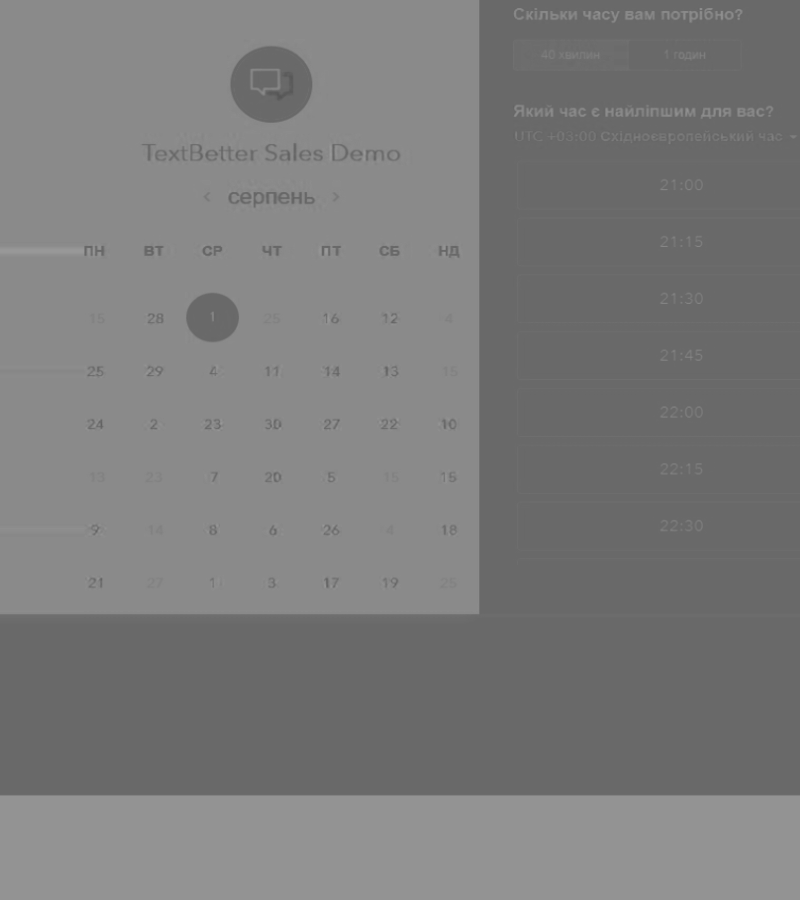 TextBetter Sales Demo
серпень
ПН ВТ СР ЧТ ПТ СБ НД
15 28 1 25 16 12 4
25 29 4 11 14 13 15
24 2 23 30 27 22 10
13 23 7 20 5 15 15
9 14 8 6 26 4 18
21 27 1 3 17 19 25
Скільки часу вам потрібно?
40 хвилин 1 годин
Який час є найліпшим для вас?
UTC +03:00 Східноєвропейський час
21:00
21:15
21:30
21:45
22:00
22:15
22:30